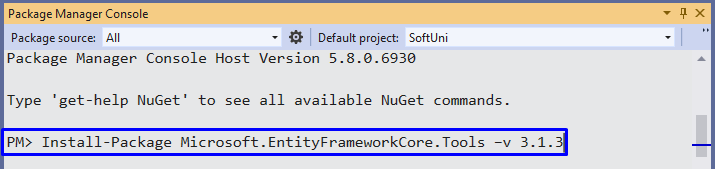 Package Manager Console
Package source: All Default project: SoftUni
Package Manager Console Host Version 5.8.0.6930
Type 'get-help NuGet' to see all available NuGet commands.
PM> Install-Package Microsoft.EntityFrameworkCore.Tools –v 3.1.3